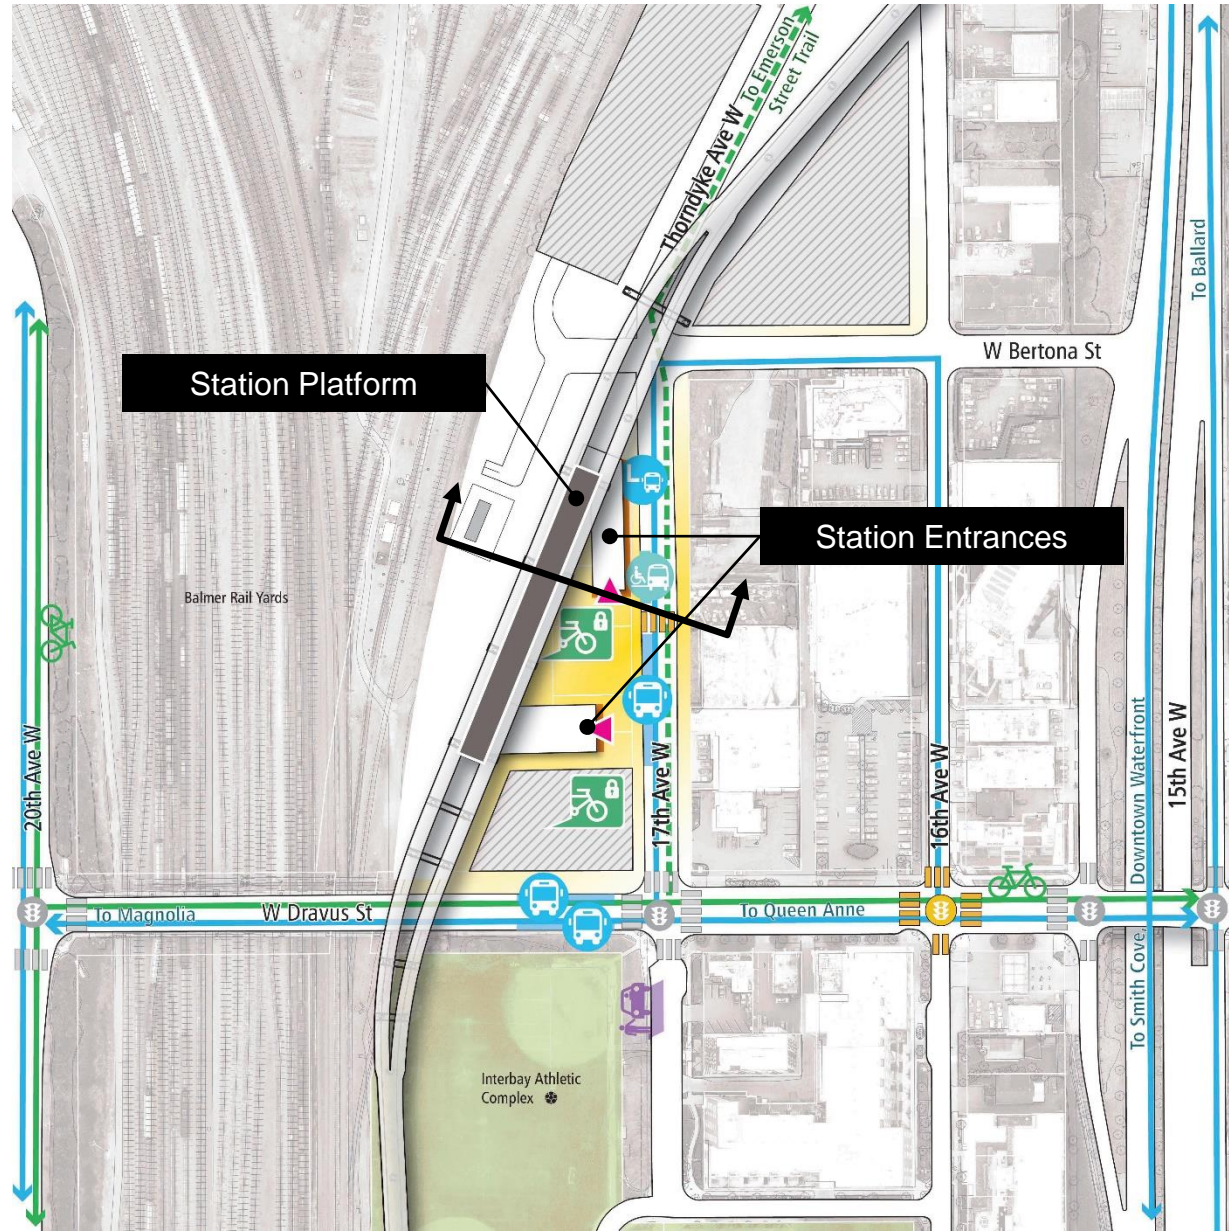 To Emerson
Street Trail
Thorndyke Ave W
To Ballard
W Bertona St
Station Platform
Station Entrances
Balmer Rail Yards
20th Ave W
17th Ave W
16th Ave W
15th Ave W
To Smith Cove, Downtown Waterfront
To Magnolia
W Dravus St
To Queen Anne
Interbay Athletic
Complex